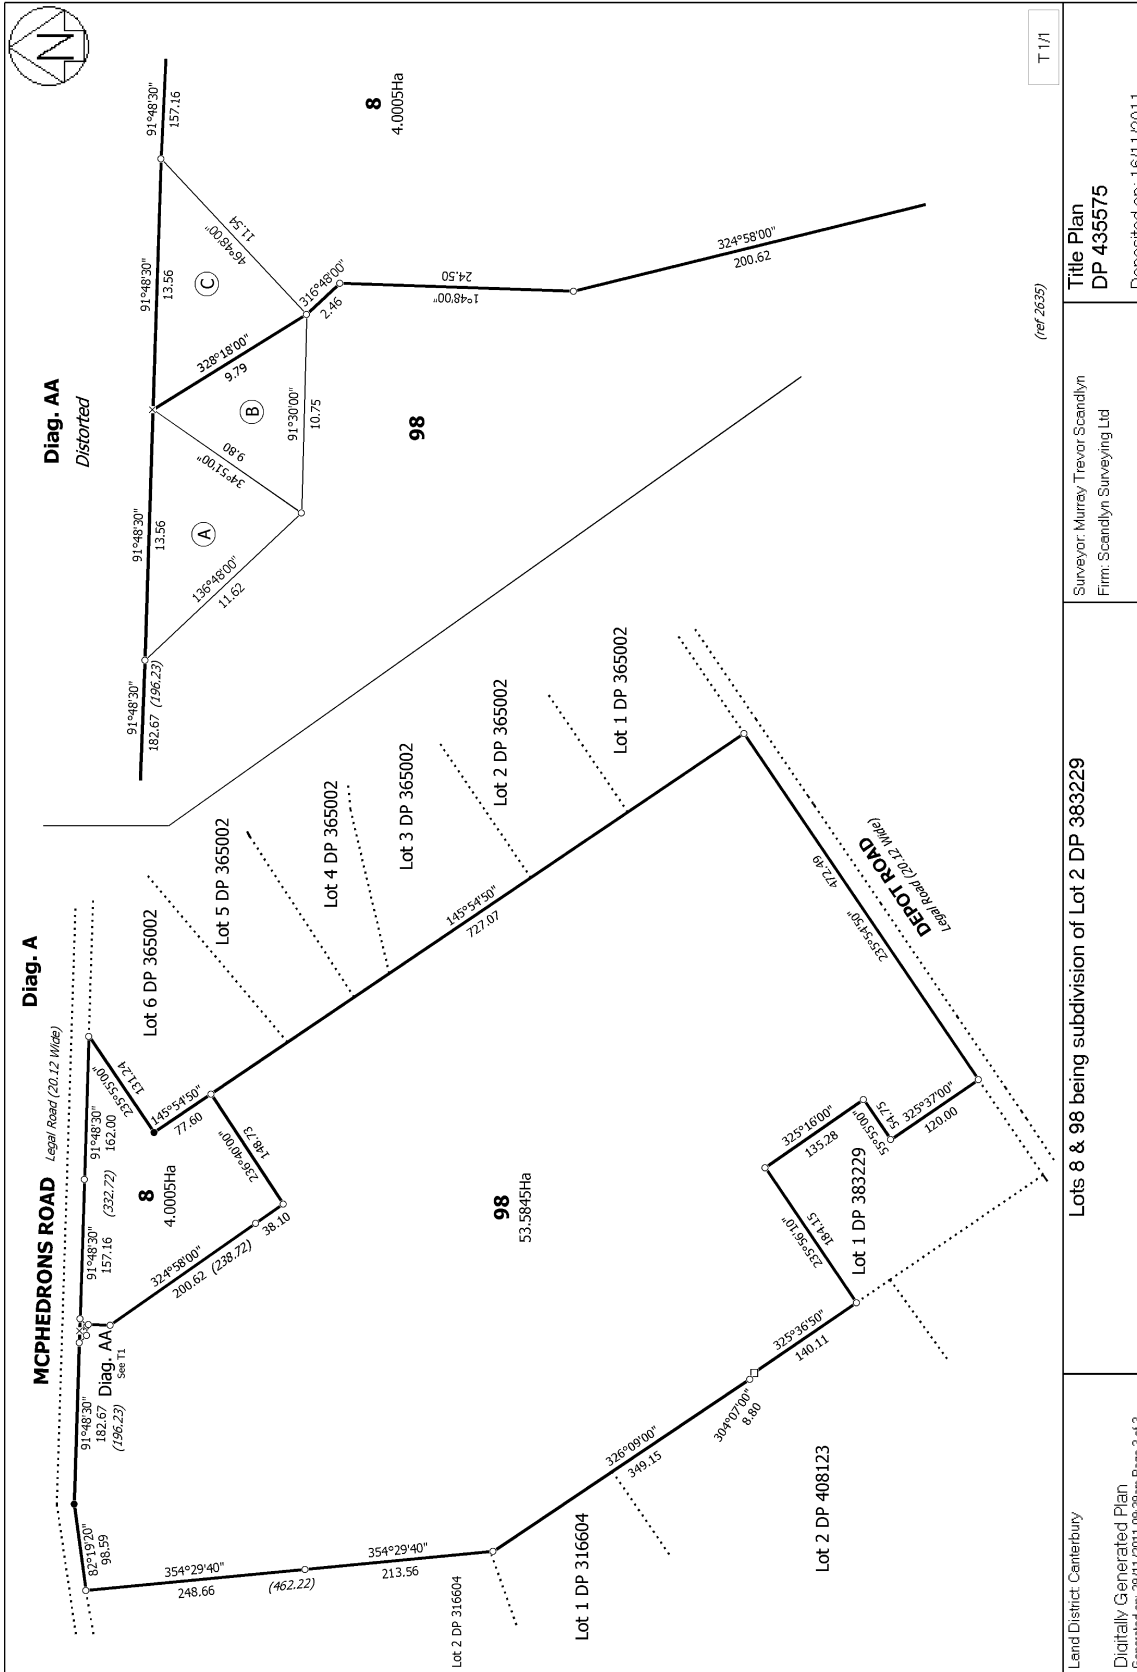 N
Diag. AA
Distorted
91°48'30"
182.67 (196.23)
91°48'30"
13.56
91°48'30"
13.56
91°48'30"
157.16
A
B
C
136°48'00"
11.62
34°51'00"
9.80
328°18'00"
9.79
91°30'00"
10.75
46°48'00"
11.54
316°48'00"
2.46
1°48'00"
24.50
324°58'00"
200.62
8
4.0005Ha
98
Diag. A
MCPHEDRONS ROAD
Legal Road (20.12 Wide)
82°19'20"
98.59
91°48'30"
182.67
(196.23)
Diag. AA
See T1
91°48'30"
157.16
(332.72)
91°48'30"
162.00
235°55'00"
131.24
145°54'50"
77.60
236°40'00"
148.73
38.10
324°58'00"
200.62 (238.72)
8
4.0005Ha
98
53.5845Ha
Lot 6 DP 365002
Lot 5 DP 365002
Lot 4 DP 365002
Lot 3 DP 365002
Lot 2 DP 365002
Lot 1 DP 365002
145°54'50"
727.07
472.49
235°54'50"
DEPOT ROAD
Legal Road (20.12 Wide)
325°37'00"
120.00
54.75
55°55'00"
325°16'00"
135.28
184.15
235°56'10"
Lot 1 DP 383229
325°36'50"
140.11
304°07'00"
8.80
326°09'00"
349.15
354°29'40"
248.66
(462.22)
354°29'40"
213.56
Lot 2 DP 316604
Lot 1 DP 316604
Lot 2 DP 408123
(ref 2635)
T 1/1
Land District: Canterbury
Digitally Generated Plan
Lots 8 & 98 being subdivision of Lot 2 DP 383229
Surveyor: Murray Trevor Scandlyn
Firm: Scandlyn Surveying Ltd
Title Plan
DP 435575
Deposited on: 16/11/2011